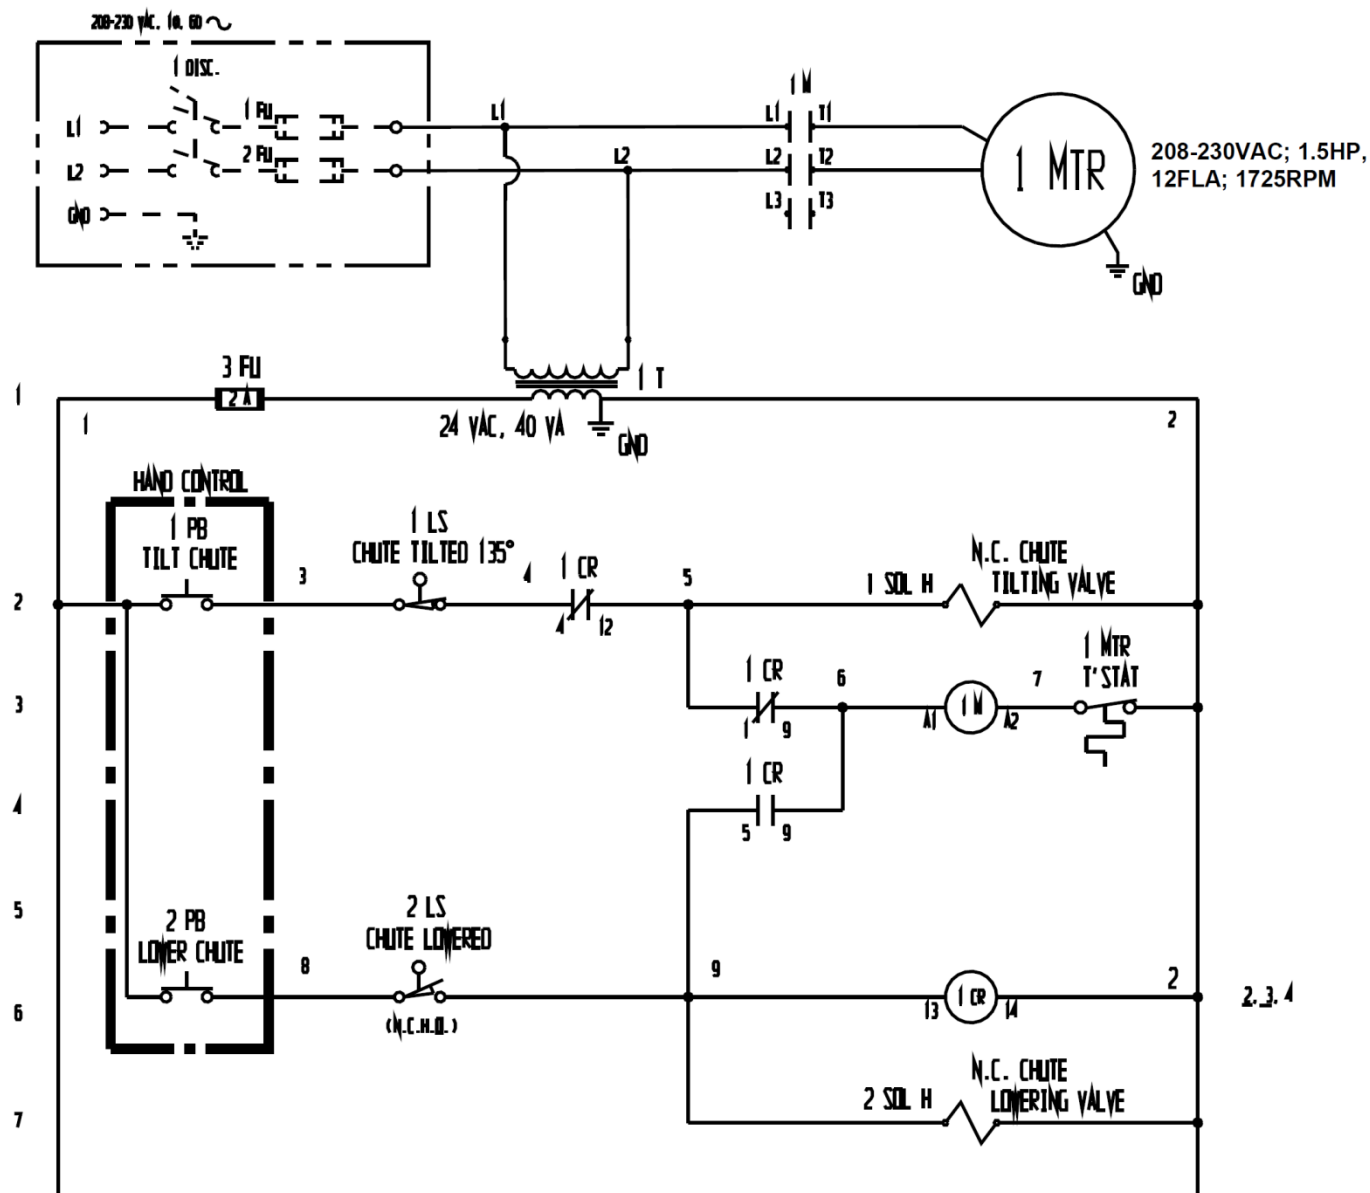 208-230 VAC, 1Ø, 60 ~
1 DISC.
1 FU
L1
2 FU
L2
GND
L1
L2
1 M
L1 T1
L2 T2
L3 T3
1 MTR
208-230VAC; 1.5HP,
12FLA; 1725RPM
GND
3 FU
2 A
1 T
1
1
24 VAC, 40 VA
GND
2
HAND CONTROL
1 PB
TILT CHUTE
1 LS
CHUTE TILTED 135°
3
4
1 CR
4 12
5
1 SOL H
N.C. CHUTE
TILTING VALVE
2
1 CR
1 9
6
A1 1 M A2
7
1 MTR
T'STAT
3
1 CR
5 9
4
5
2 PB
LOWER CHUTE
8
2 LS
CHUTE LOWERED
(N.C.H.O.)
9
13 1 CR 14
2
2, 3, 4
6
2 SOL H
N.C. CHUTE
LOWERING VALVE
7